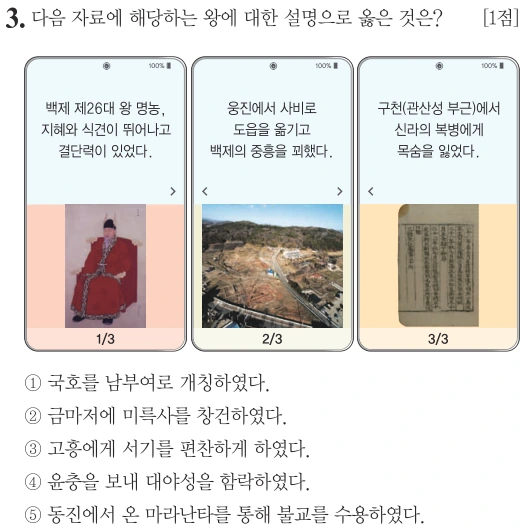 3. 다음 자료에 해당하는 왕에 대한 설명으로 옳은 것은? [1점]
100%
백제 제26대 왕 명농,
지혜와 식견이 뛰어나고
결단력이 있었다.
>
1/3
100%
웅진에서 사비로
도읍을 옮기고
백제의 중흥을 꾀했다.
< >
2/3
100%
구천(관산성 부근)에서
신라의 복병에게
목숨을 잃었다.
<
3/3
① 국호를 남부여로 개칭하였다.
② 금마저에 미륵사를 창건하였다.
③ 고흥에게 서기를 편찬하게 하였다.
④ 윤충을 보내 대야성을 함락하였다.
⑤ 동진에서 온 마라난타를 통해 불교를 수용하였다.